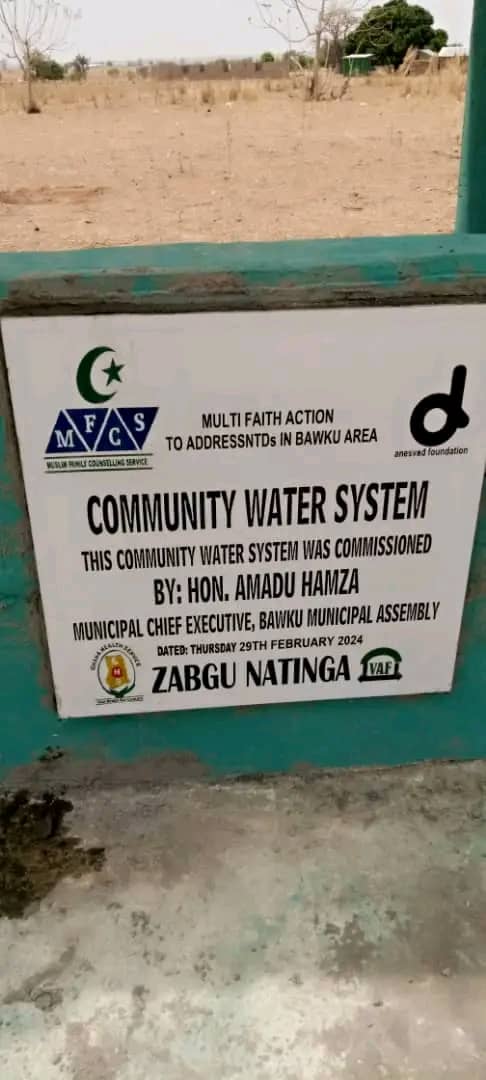 MFCS
MUSLIM FAMILY COUNSELLING SERVICE
MULTI FAITH ACTION
TO ADDRESSNTDs IN BAWKU AREA
anesvad foundation
COMMUNITY WATER SYSTEM
THIS COMMUNITY WATER SYSTEM WAS COMMISSIONED
BY: HON. AMADU HAMZA
MUNICIPAL CHIEF EXECUTIVE, BAWKU MUNICIPAL ASSEMBLY
DATED: THURSDAY 29TH FEBRUARY 2024
GHANA HEALTH SERVICE
ZABGU NATINGA
VAF